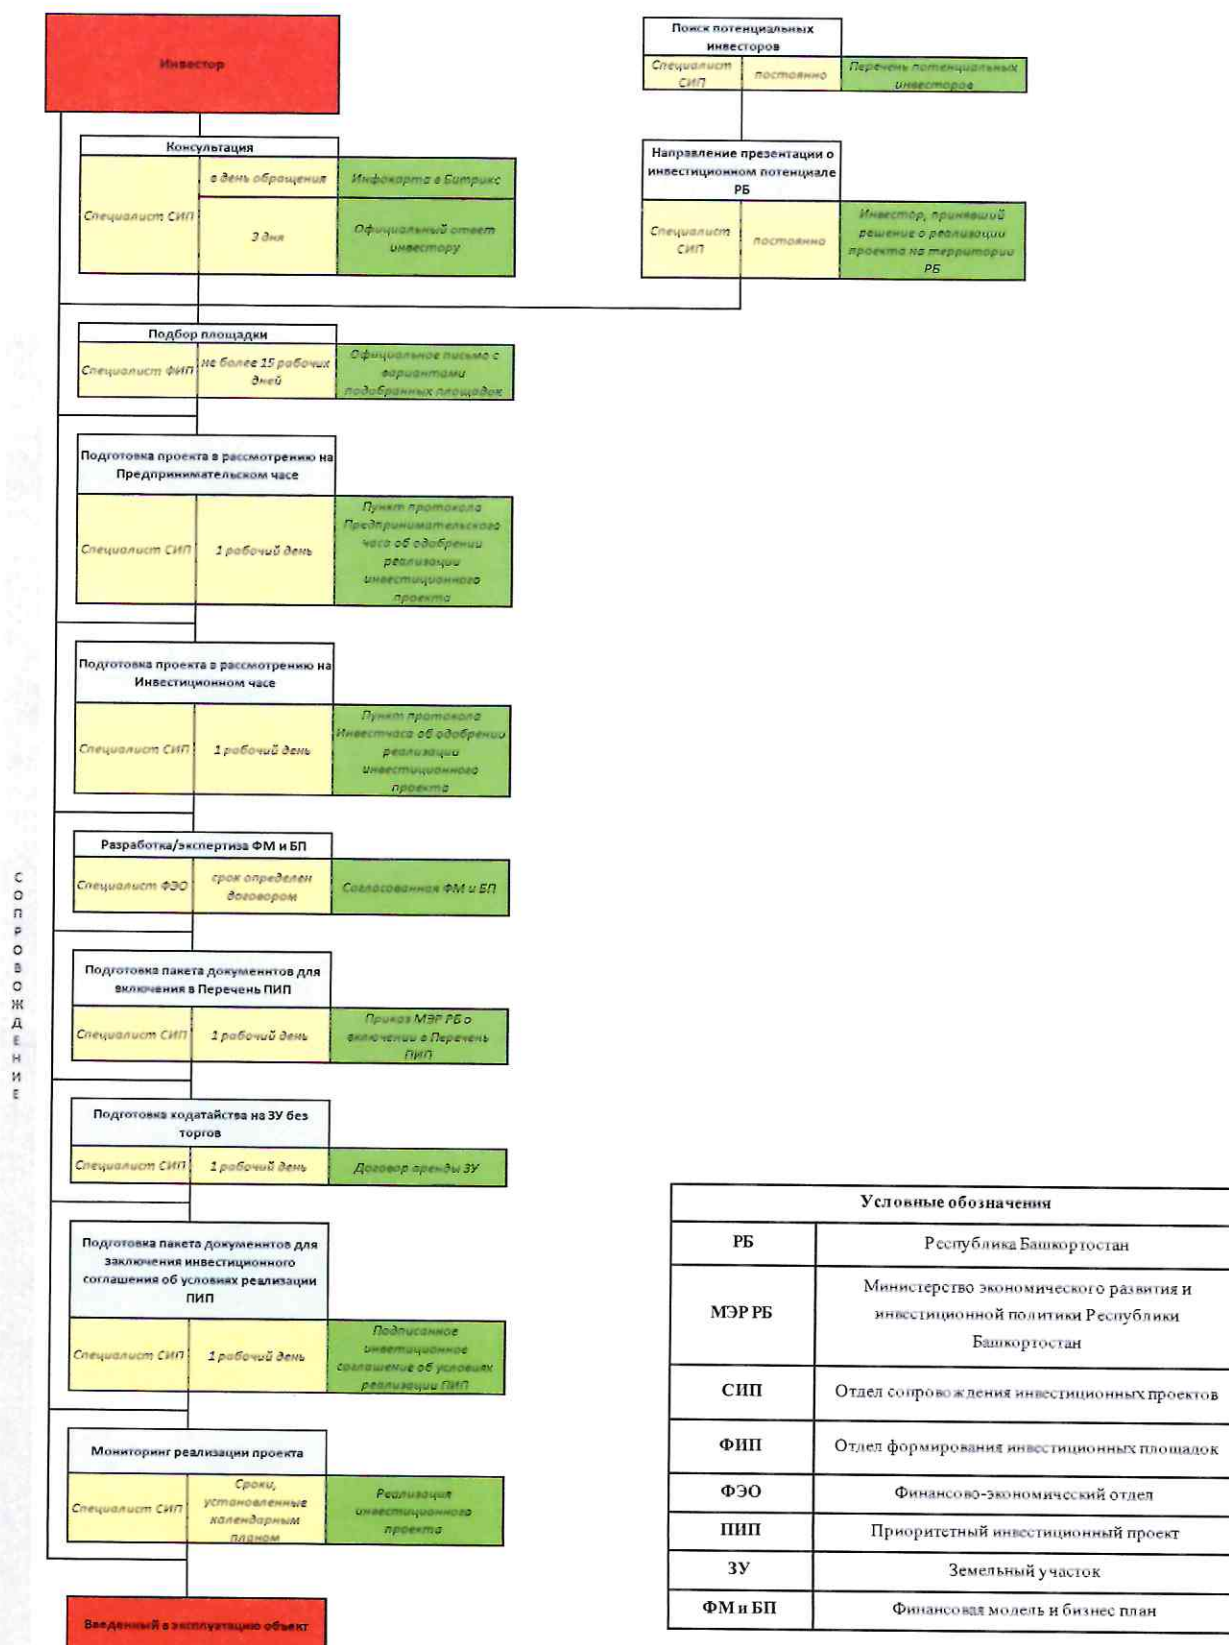 Инвестор
Поиск потенциальных
инвесторов
Специалист
СИП
постоянно
Перечень потенциальных
инвесторов
Консультация
Специалист СИП
в день обращения
Инфокарта в Битрикс
3 дня
Официальный ответ
инвестору
Направление презентации о
инвестиционном потенциале
РБ
Специалист
СИП
постоянно
Инвестор, принявший
решение о реализации
проекта на территории
РБ
Подбор площадки
Специалист ФИП
не более 15 рабочих
дней
Официальное письмо с
вариантами
подобранных площадок
Подготовка проекта в рассмотрению на
Предпринимательском часе
Специалист СИП
1 рабочий день
Пункт протокола
Предпринимательского
часа об одобрении
реализации
инвестиционного
проекта
Подготовка проекта в рассмотрению на
Инвестиционном часе
Специалист СИП
1 рабочий день
Пункт протокола
Инвестчаса об одобрении
реализации
инвестиционного
проекта
Разработка/экспертиза ФМ и БП
Специалист ФЭО
срок определен
договором
Согласованная ФМ и БП
СОПРОВОЖДЕНИЕ
Подготовка пакета докуменнтов для
включения в Перечень ПИП
Специалист СИП
1 рабочий день
Приказ МЭР РБ о
включении в Перечень
ПИП
Подготовка ходатайства на ЗУ без
торгов
Специалист СИП
1 рабочий день
Договор аренды ЗУ
Подготовка пакета докуменнтов для
заключения инвестиционного
соглашения об условиях реализации
ПИП
Специалист СИП
1 рабочий день
Подписанное
инветиционное
соглашение об условиях
реализации ПИП
Мониторинг реализации проекта
Специалист СИП
Сроки,
установленные
календарным
планом
Реализация
инвестиционного
проекта
Введенный в эксплуатацию объект
Условные обозначения
РБ
Республика Башкортостан
МЭР РБ
Министерство экономического развития и
инвестиционной политики Республики
Башкортостан
СИП
Отдел сопровождения инвестиционных проектов
ФИП
Отдел формирования инвестиционных площадок
ФЭО
Финансово-экономический отдел
ПИП
Приоритетный инвестиционный проект
ЗУ
Земельный участок
ФМ и БП
Финансовая модель и бизнес план